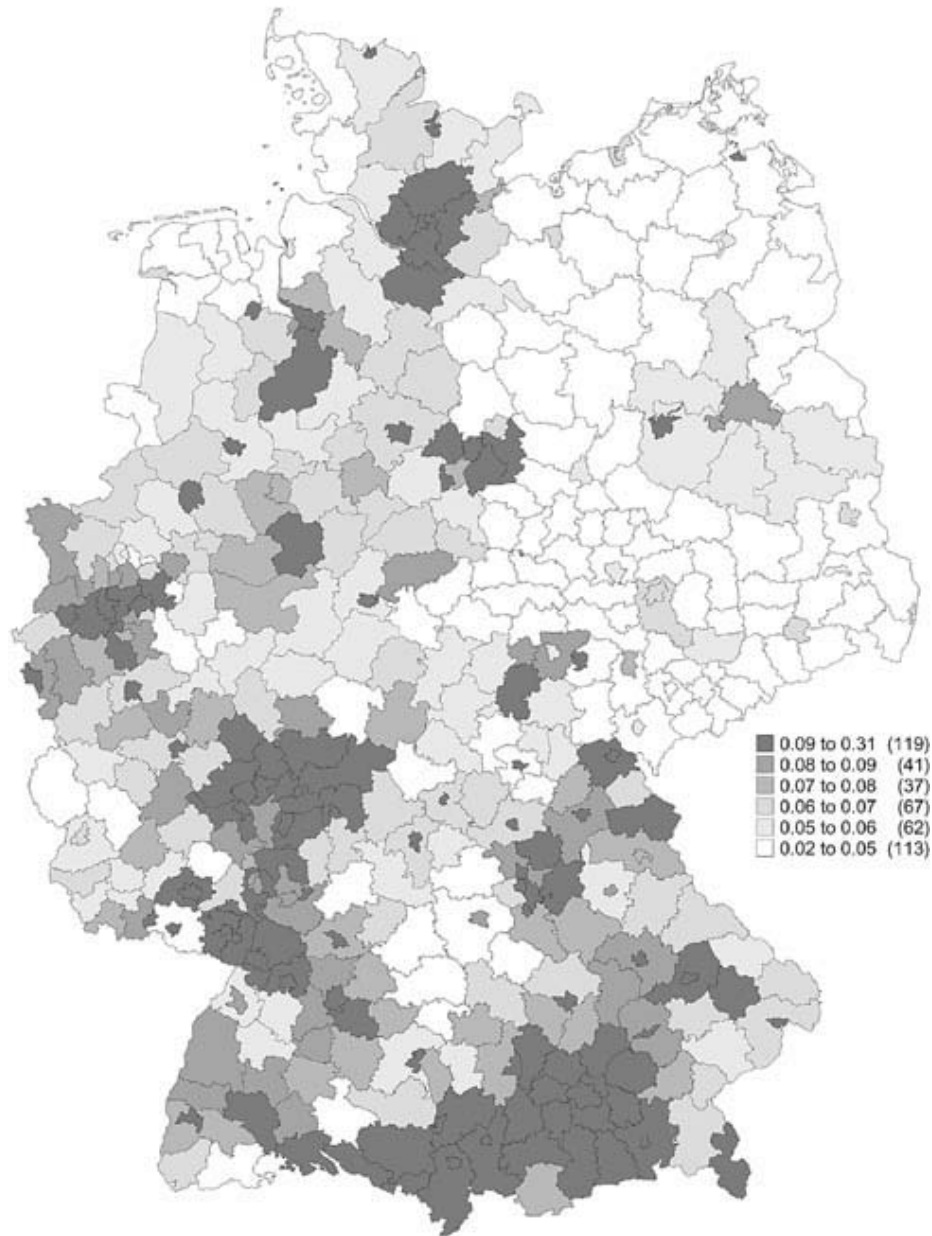 0.09 to 0.31 (119)
0.08 to 0.09 (41)
0.07 to 0.08 (37)
0.06 to 0.07 (67)
0.05 to 0.06 (62)
0.02 to 0.05 (113)